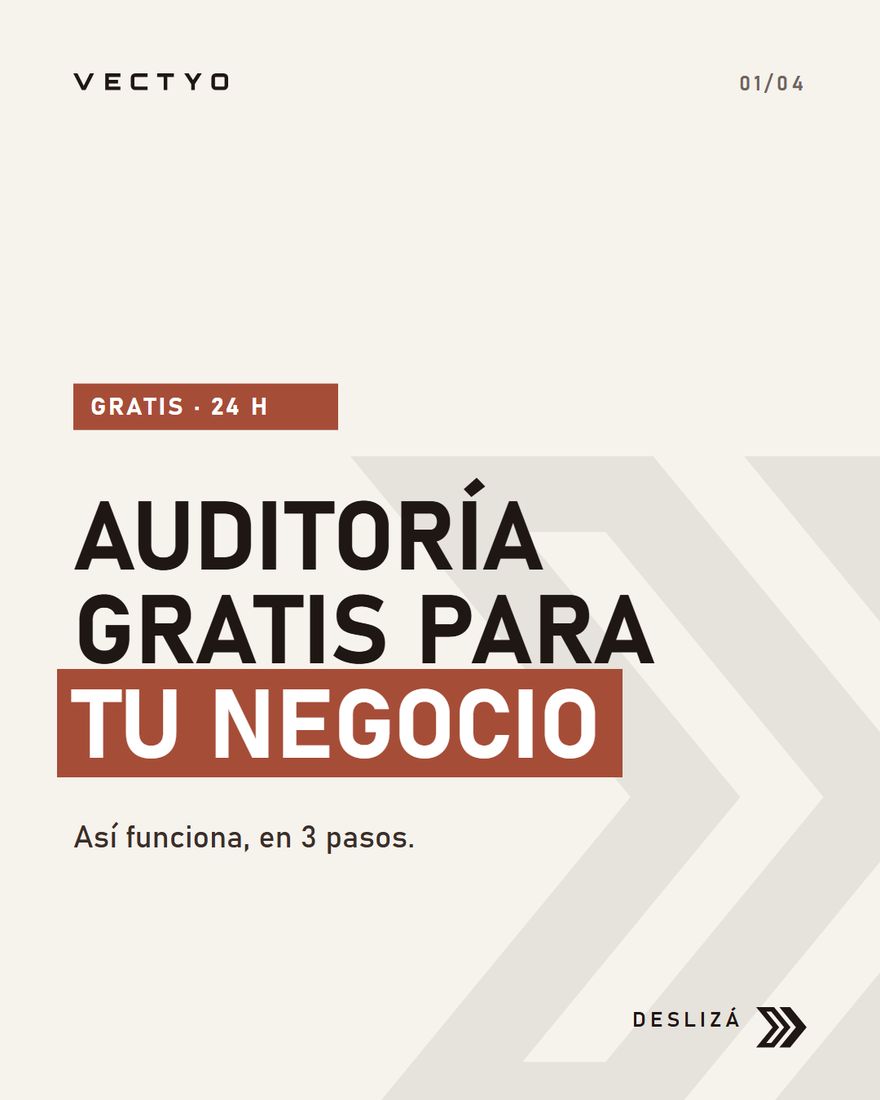 VECTYO
01/04
GRATIS · 24 H
AUDITORÍA
GRATIS PARA
TU NEGOCIO
Así funciona, en 3 pasos.
DESLIZÁ